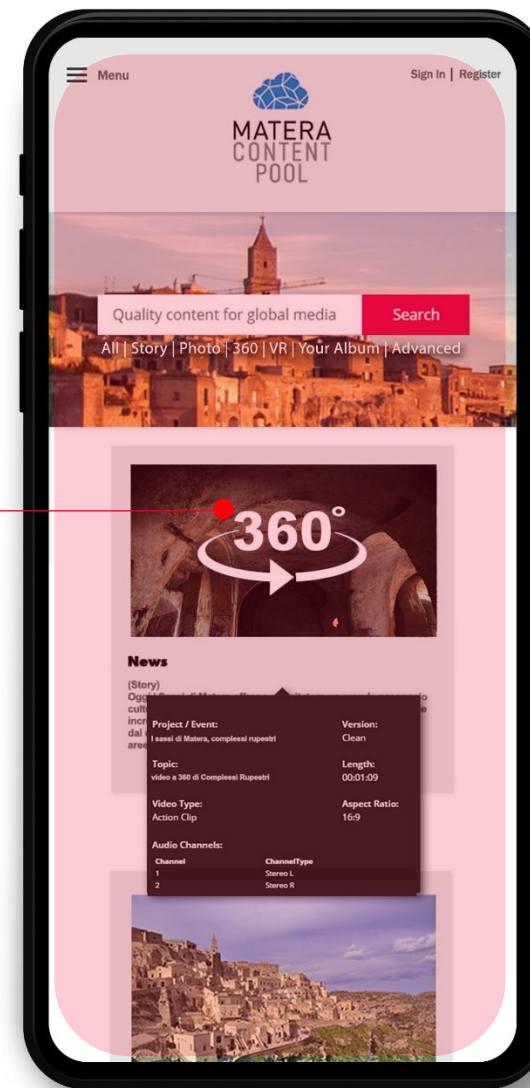 Menu
Sign In | Register
MATERA
CONTENT
POOL
Quality content for global media
Search
All | Story | Photo | 360 | VR | Your Album | Advanced
360°
News
(Story)
Project / Event:
I sassi di Matera, complessi rupestri
Version:
Clean
Topic:
video a 360 di Complessi Rupestri
Length:
00:01:09
Video Type:
Action Clip
Aspect Ratio:
16:9
Audio Channels:
Channel ChannelType
1 Stereo L
2 Stereo R